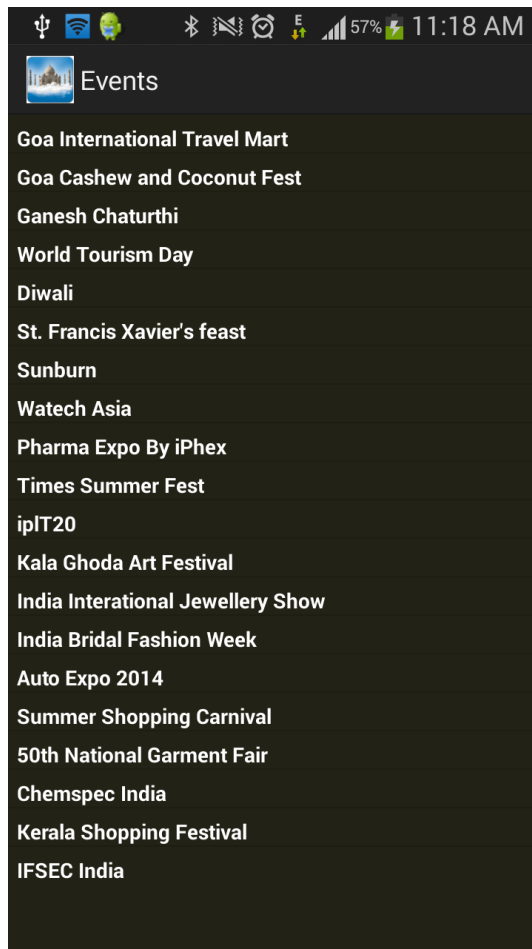 E 57% 11:18 AM
Events
Goa International Travel Mart
Goa Cashew and Coconut Fest
Ganesh Chaturthi
World Tourism Day
Diwali
St. Francis Xavier's feast
Sunburn
Watech Asia
Pharma Expo By iPhex
Times Summer Fest
iplT20
Kala Ghoda Art Festival
India Interational Jewellery Show
India Bridal Fashion Week
Auto Expo 2014
Summer Shopping Carnival
50th National Garment Fair
Chemspec India
Kerala Shopping Festival
IFSEC India